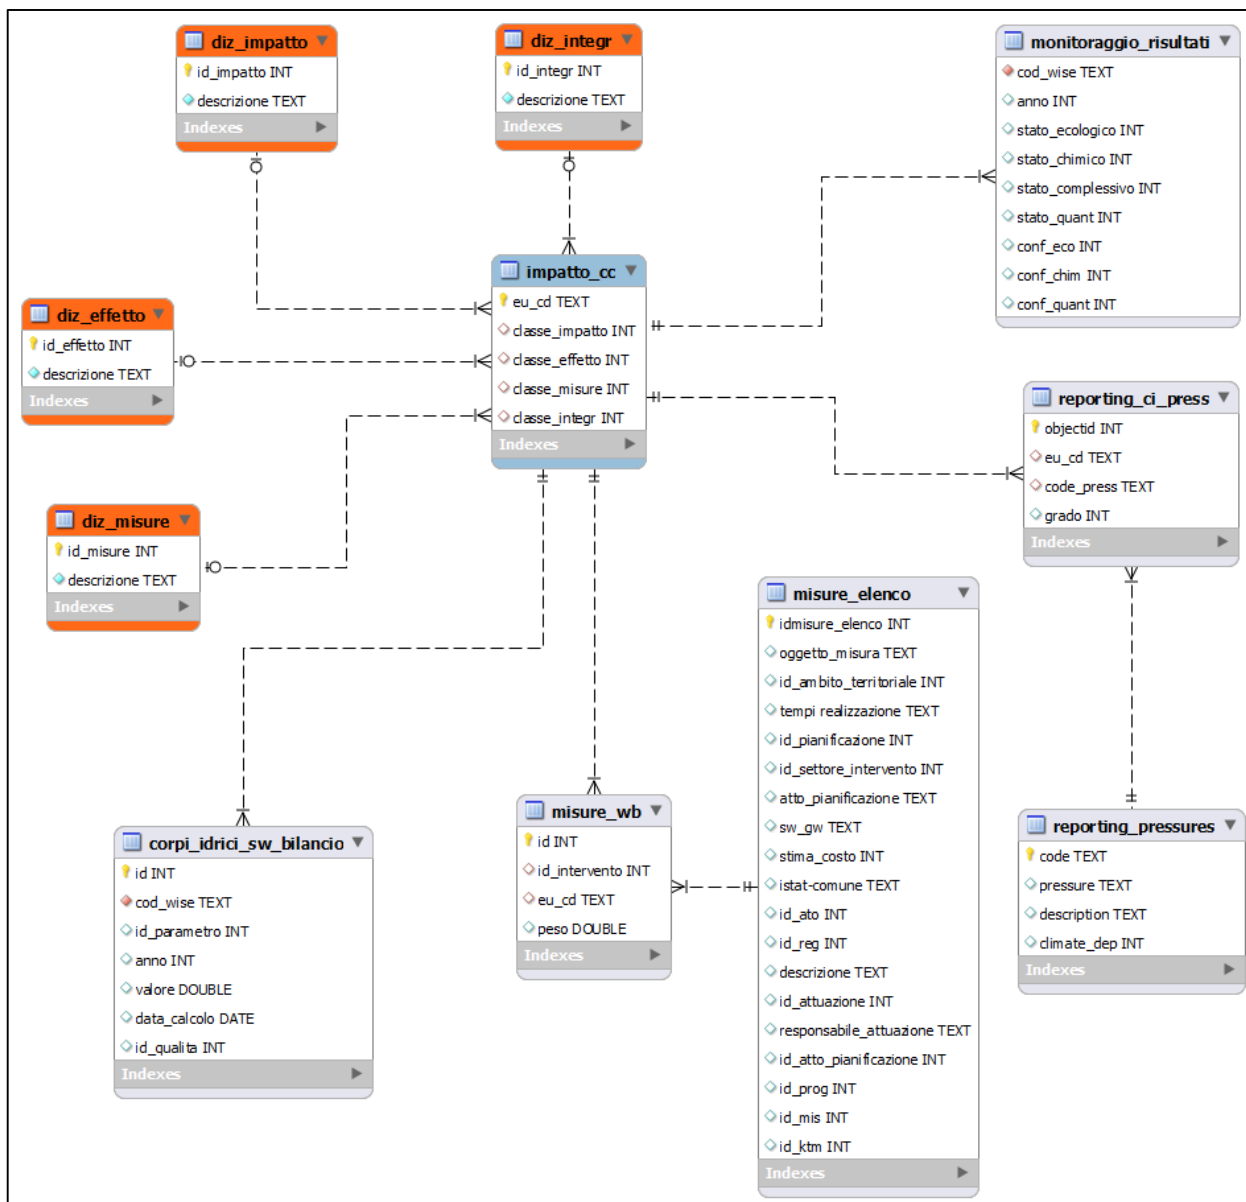 diz_impatto
id_impatto INT
descrizione TEXT
Indexes
diz_integr
id_integr INT
descrizione TEXT
Indexes
monitoraggio_risultati
cod_wise TEXT
anno INT
stato_ecologico INT
stato_chimico INT
stato_complessivo INT
stato_quant INT
conf_eco INT
conf_chim INT
conf_quant INT
impatto_cc
eu_cd TEXT
classe_impatto INT
classe_effetto INT
classe_misure INT
classe_integr INT
Indexes
diz_effetto
id_effetto INT
descrizione TEXT
Indexes
reporting_ci_press
objectid INT
eu_cd TEXT
code_press TEXT
grado INT
Indexes
diz_misure
id_misure INT
descrizione TEXT
Indexes
misure_elenco
idmisure_elenco INT
oggetto_misura TEXT
id_ambito_territoriale INT
tempi realizzazione TEXT
id_pianificazione INT
id_settore_intervento INT
atto_pianificazione TEXT
sw_gw TEXT
stima_costo INT
istat-comune TEXT
id_ato INT
id_reg INT
descrizione TEXT
id_attuazione INT
responsabile_attuazione TEXT
id_atto_pianificazione INT
id_prog INT
id_mis INT
id_ktm INT
Indexes
misure_wb
id INT
id_intervento INT
eu_cd TEXT
peso DOUBLE
Indexes
reporting_pressures
code TEXT
pressure TEXT
description TEXT
climate_dep INT
Indexes
corpi_idrici_sw_bilancio
id INT
cod_wise TEXT
id_parametro INT
anno INT
valore DOUBLE
data_calcolo DATE
id_qualita INT
Indexes